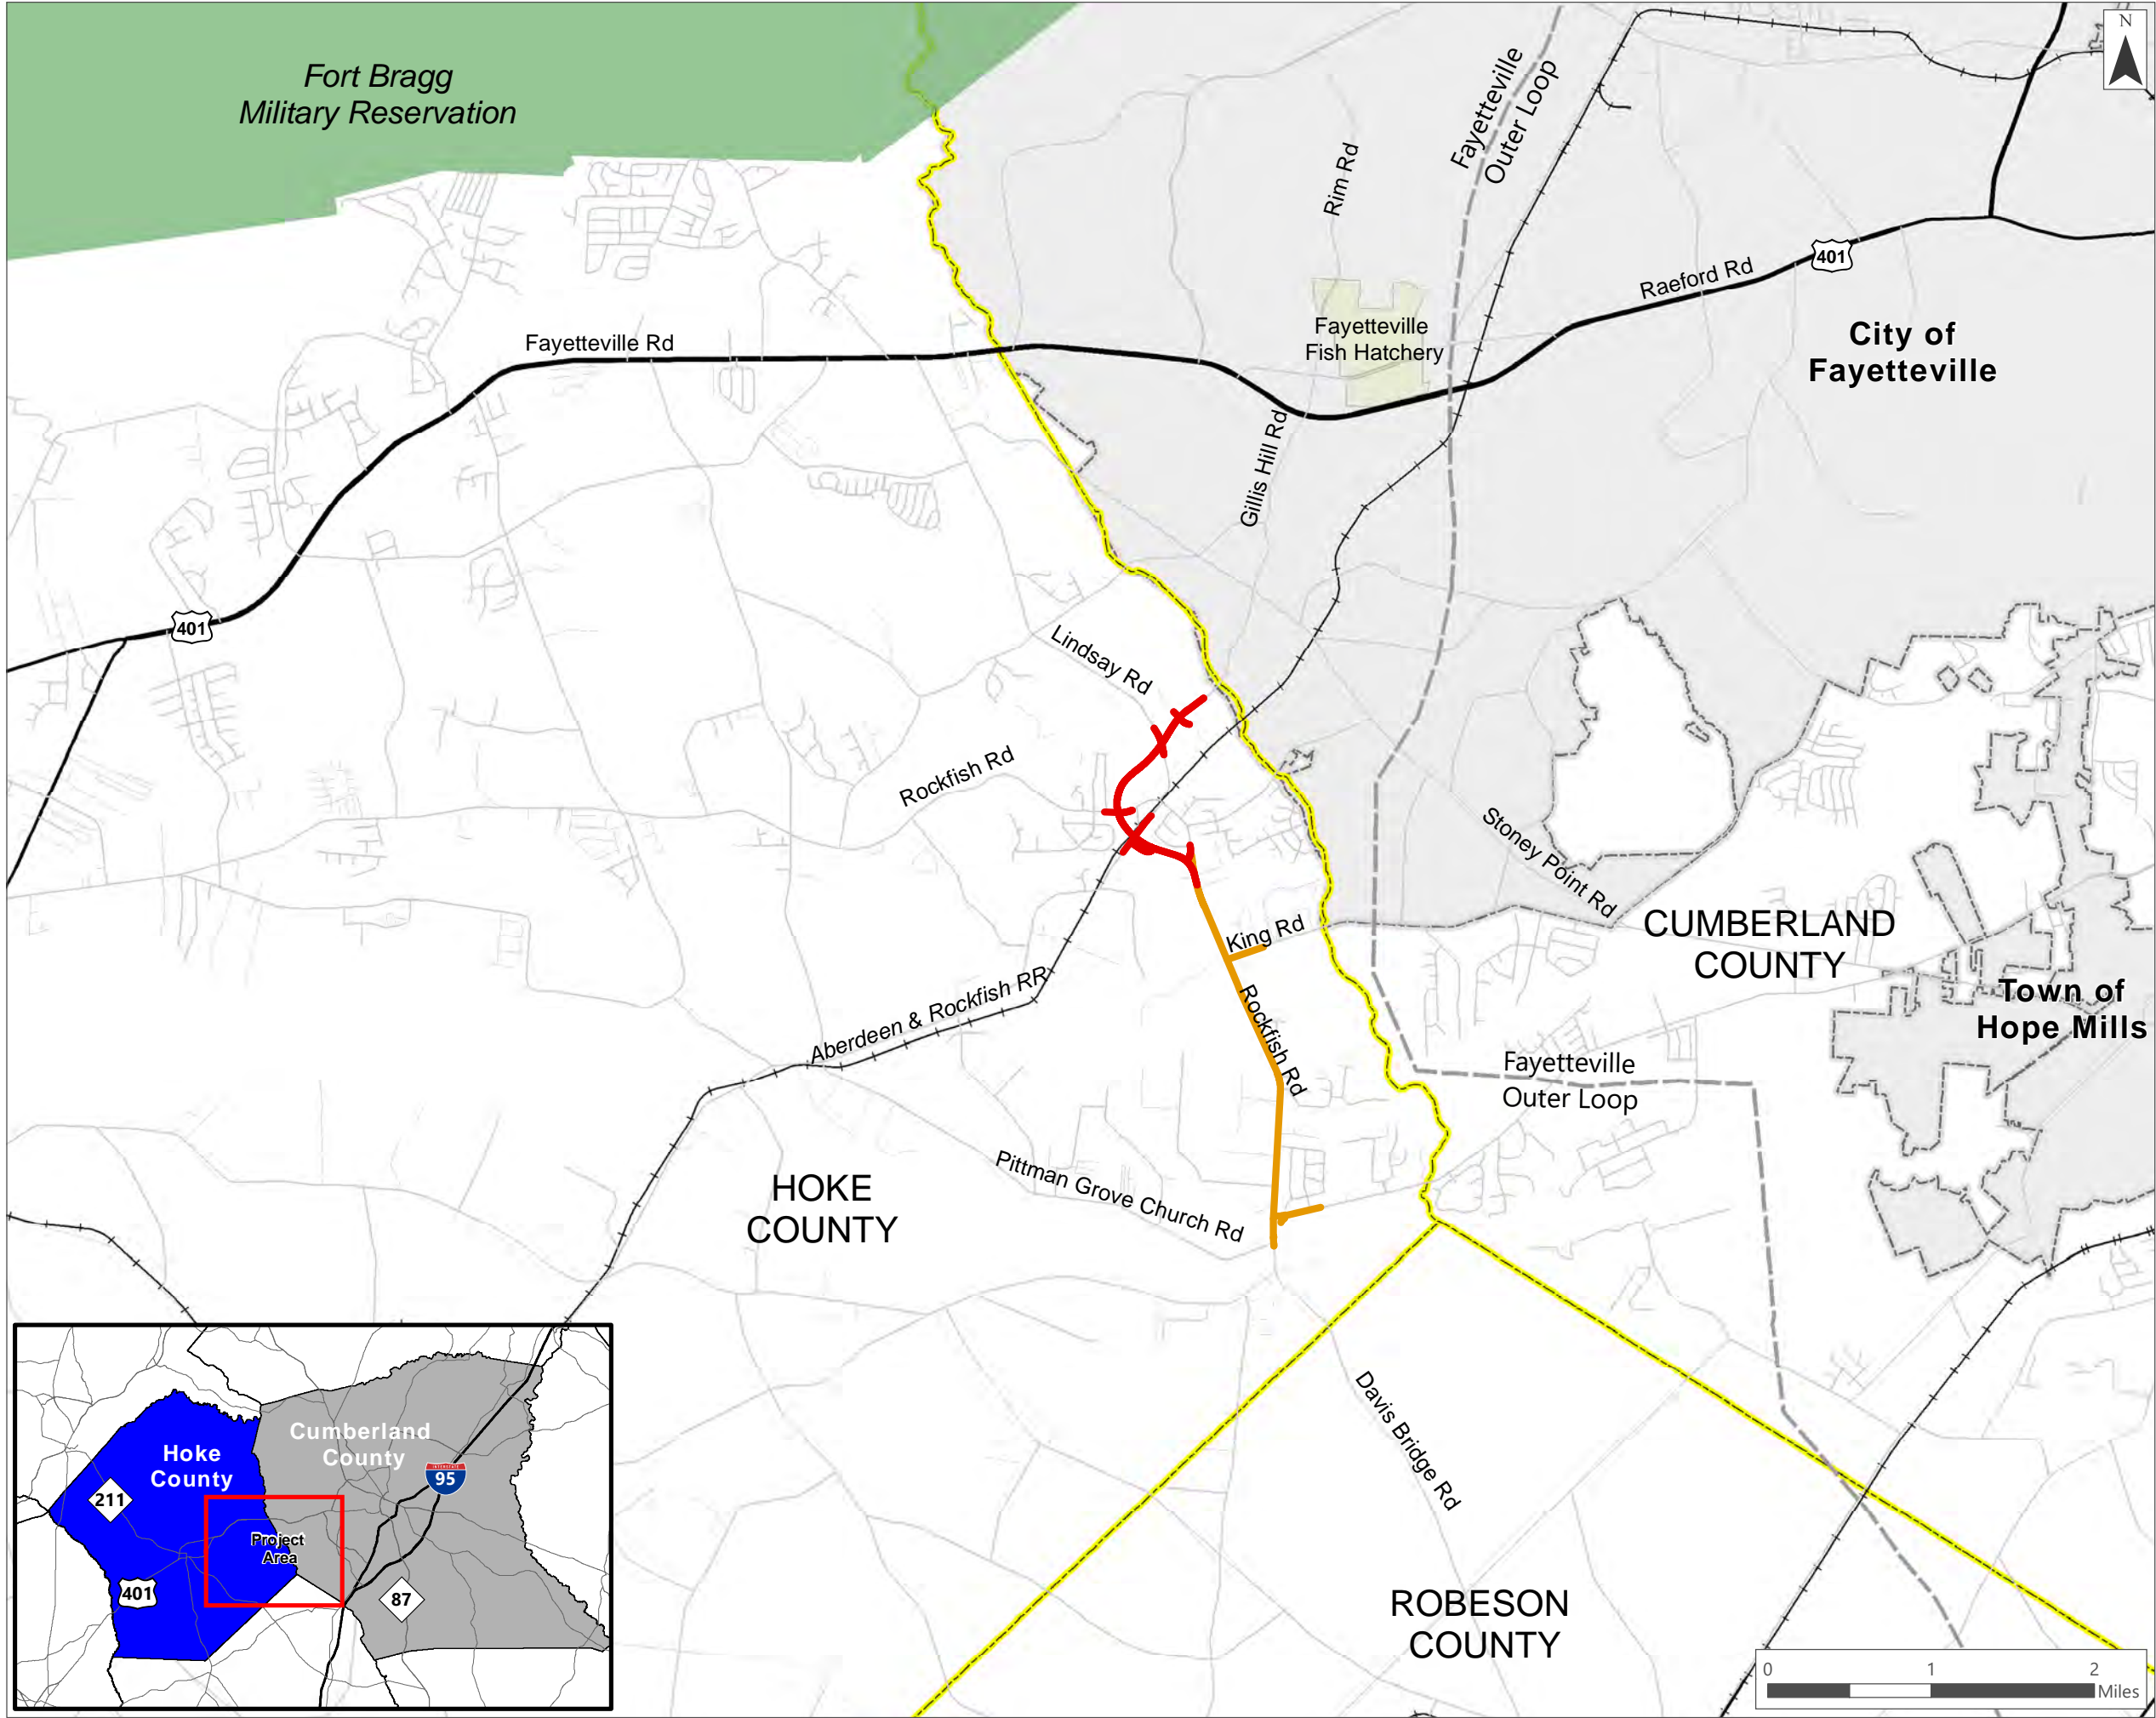 Fort Bragg
Military Reservation
N
Fayetteville
Outer Loop
Rim Rd
401
Raeford Rd
Fayetteville
Fish Hatchery
City of
Fayetteville
Fayetteville Rd
Gillis Hill Rd
401
Lindsay Rd
Rockfish Rd
Stoney Point Rd
King Rd
CUMBERLAND
COUNTY
Town of
Hope Mills
Rockfish Rd
Aberdeen & Rockfish RR
Fayetteville
Outer Loop
Pittman Grove Church Rd
HOKE
COUNTY
Davis Bridge Rd
ROBESON
COUNTY
Hoke
County
Cumberland
County
INTERSTATE
95
211
Project
Area
401
87
0 1 2
Miles